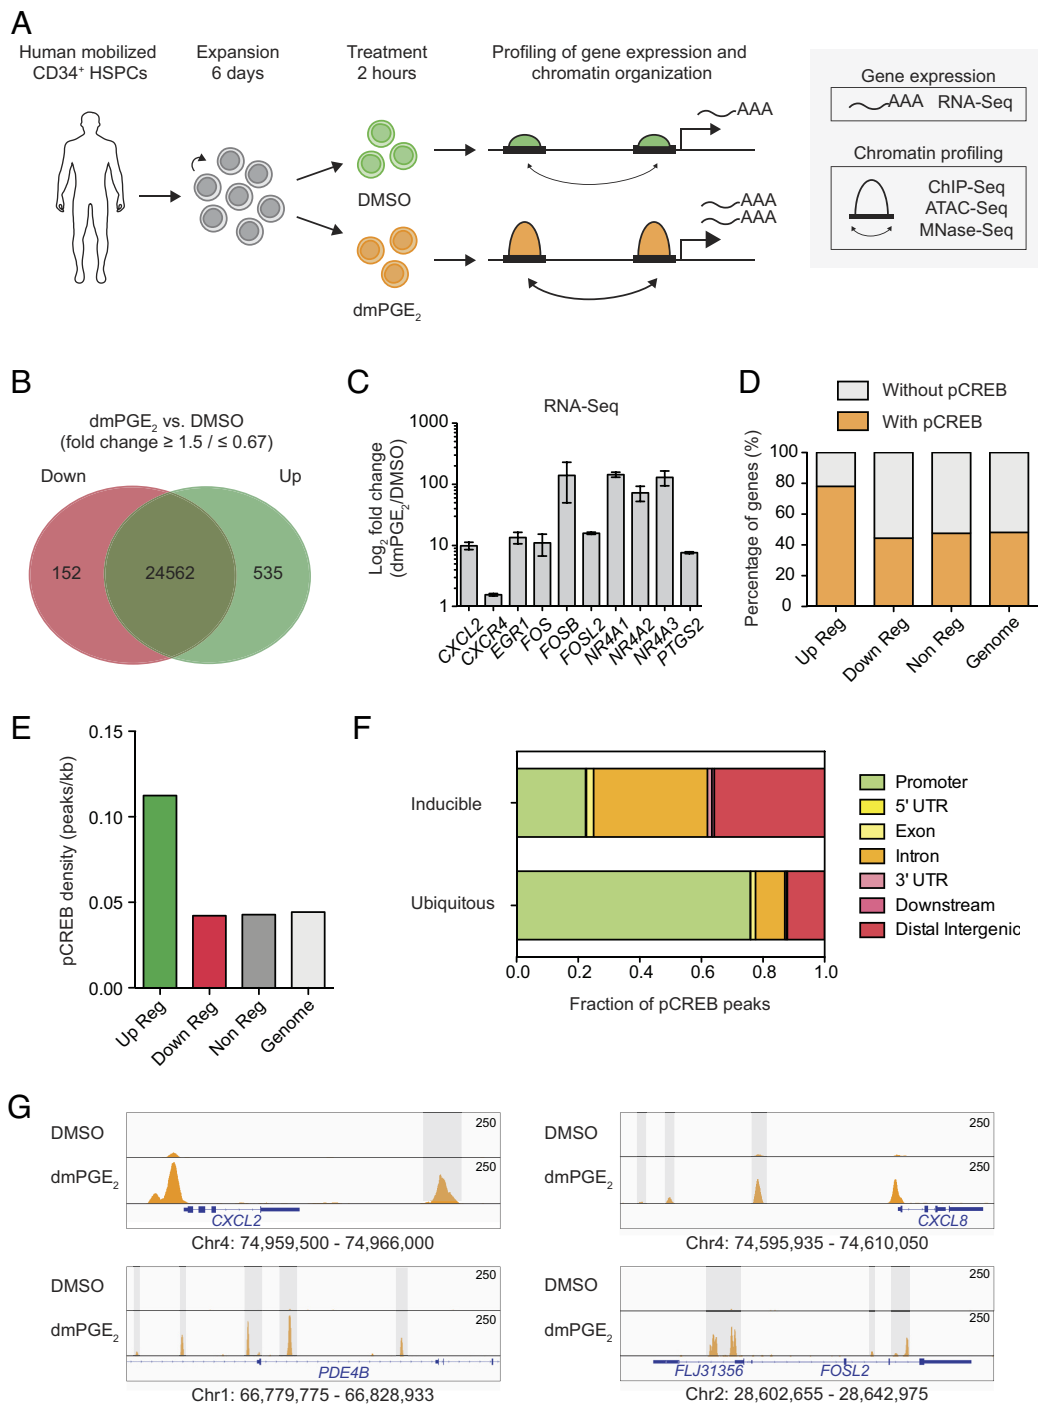 A
Human mobilized
CD34+ HSPCs
Expansion
6 days
Treatment
2 hours
Profiling of gene expression and
chromatin organization
DMSO
dmPGE2
AAA
AAA
AAA
Gene expression
AAA RNA-Seq
Chromatin profiling
ChIP-Seq
ATAC-Seq
MNase-Seq
B
dmPGE2 vs. DMSO
(fold change ≥ 1.5 / ≤ 0.67)
Down
Up
152
24562
535
C
RNA-Seq
Log2 fold change
(dmPGE2/DMSO)
1000
100
10
1
CXCL2
CXCR4
EGR1
FOS
FOSB
FOSL2
NR4A1
NR4A2
NR4A3
PTGS2
D
Without pCREB
With pCREB
Percentage of genes (%)
100
80
60
40
20
0
Up Reg
Down Reg
Non Reg
Genome
E
pCREB density (peaks/kb)
0.15
0.10
0.05
0.00
Up Reg
Down Reg
Non Reg
Genome
F
Inducible
Ubiquitous
0.0
0.2
0.4
0.6
0.8
1.0
Fraction of pCREB peaks
Promoter
5' UTR
Exon
Intron
3' UTR
Downstream
Distal Intergenic
G
DMSO
250
dmPGE2
250
CXCL2
Chr4: 74,959,500 - 74,966,000
DMSO
250
dmPGE2
250
CXCL8
Chr4: 74,595,935 - 74,610,050
DMSO
250
dmPGE2
250
PDE4B
Chr1: 66,779,775 - 66,828,933
DMSO
250
dmPGE2
250
FLJ31356
FOSL2
Chr2: 28,602,655 - 28,642,975